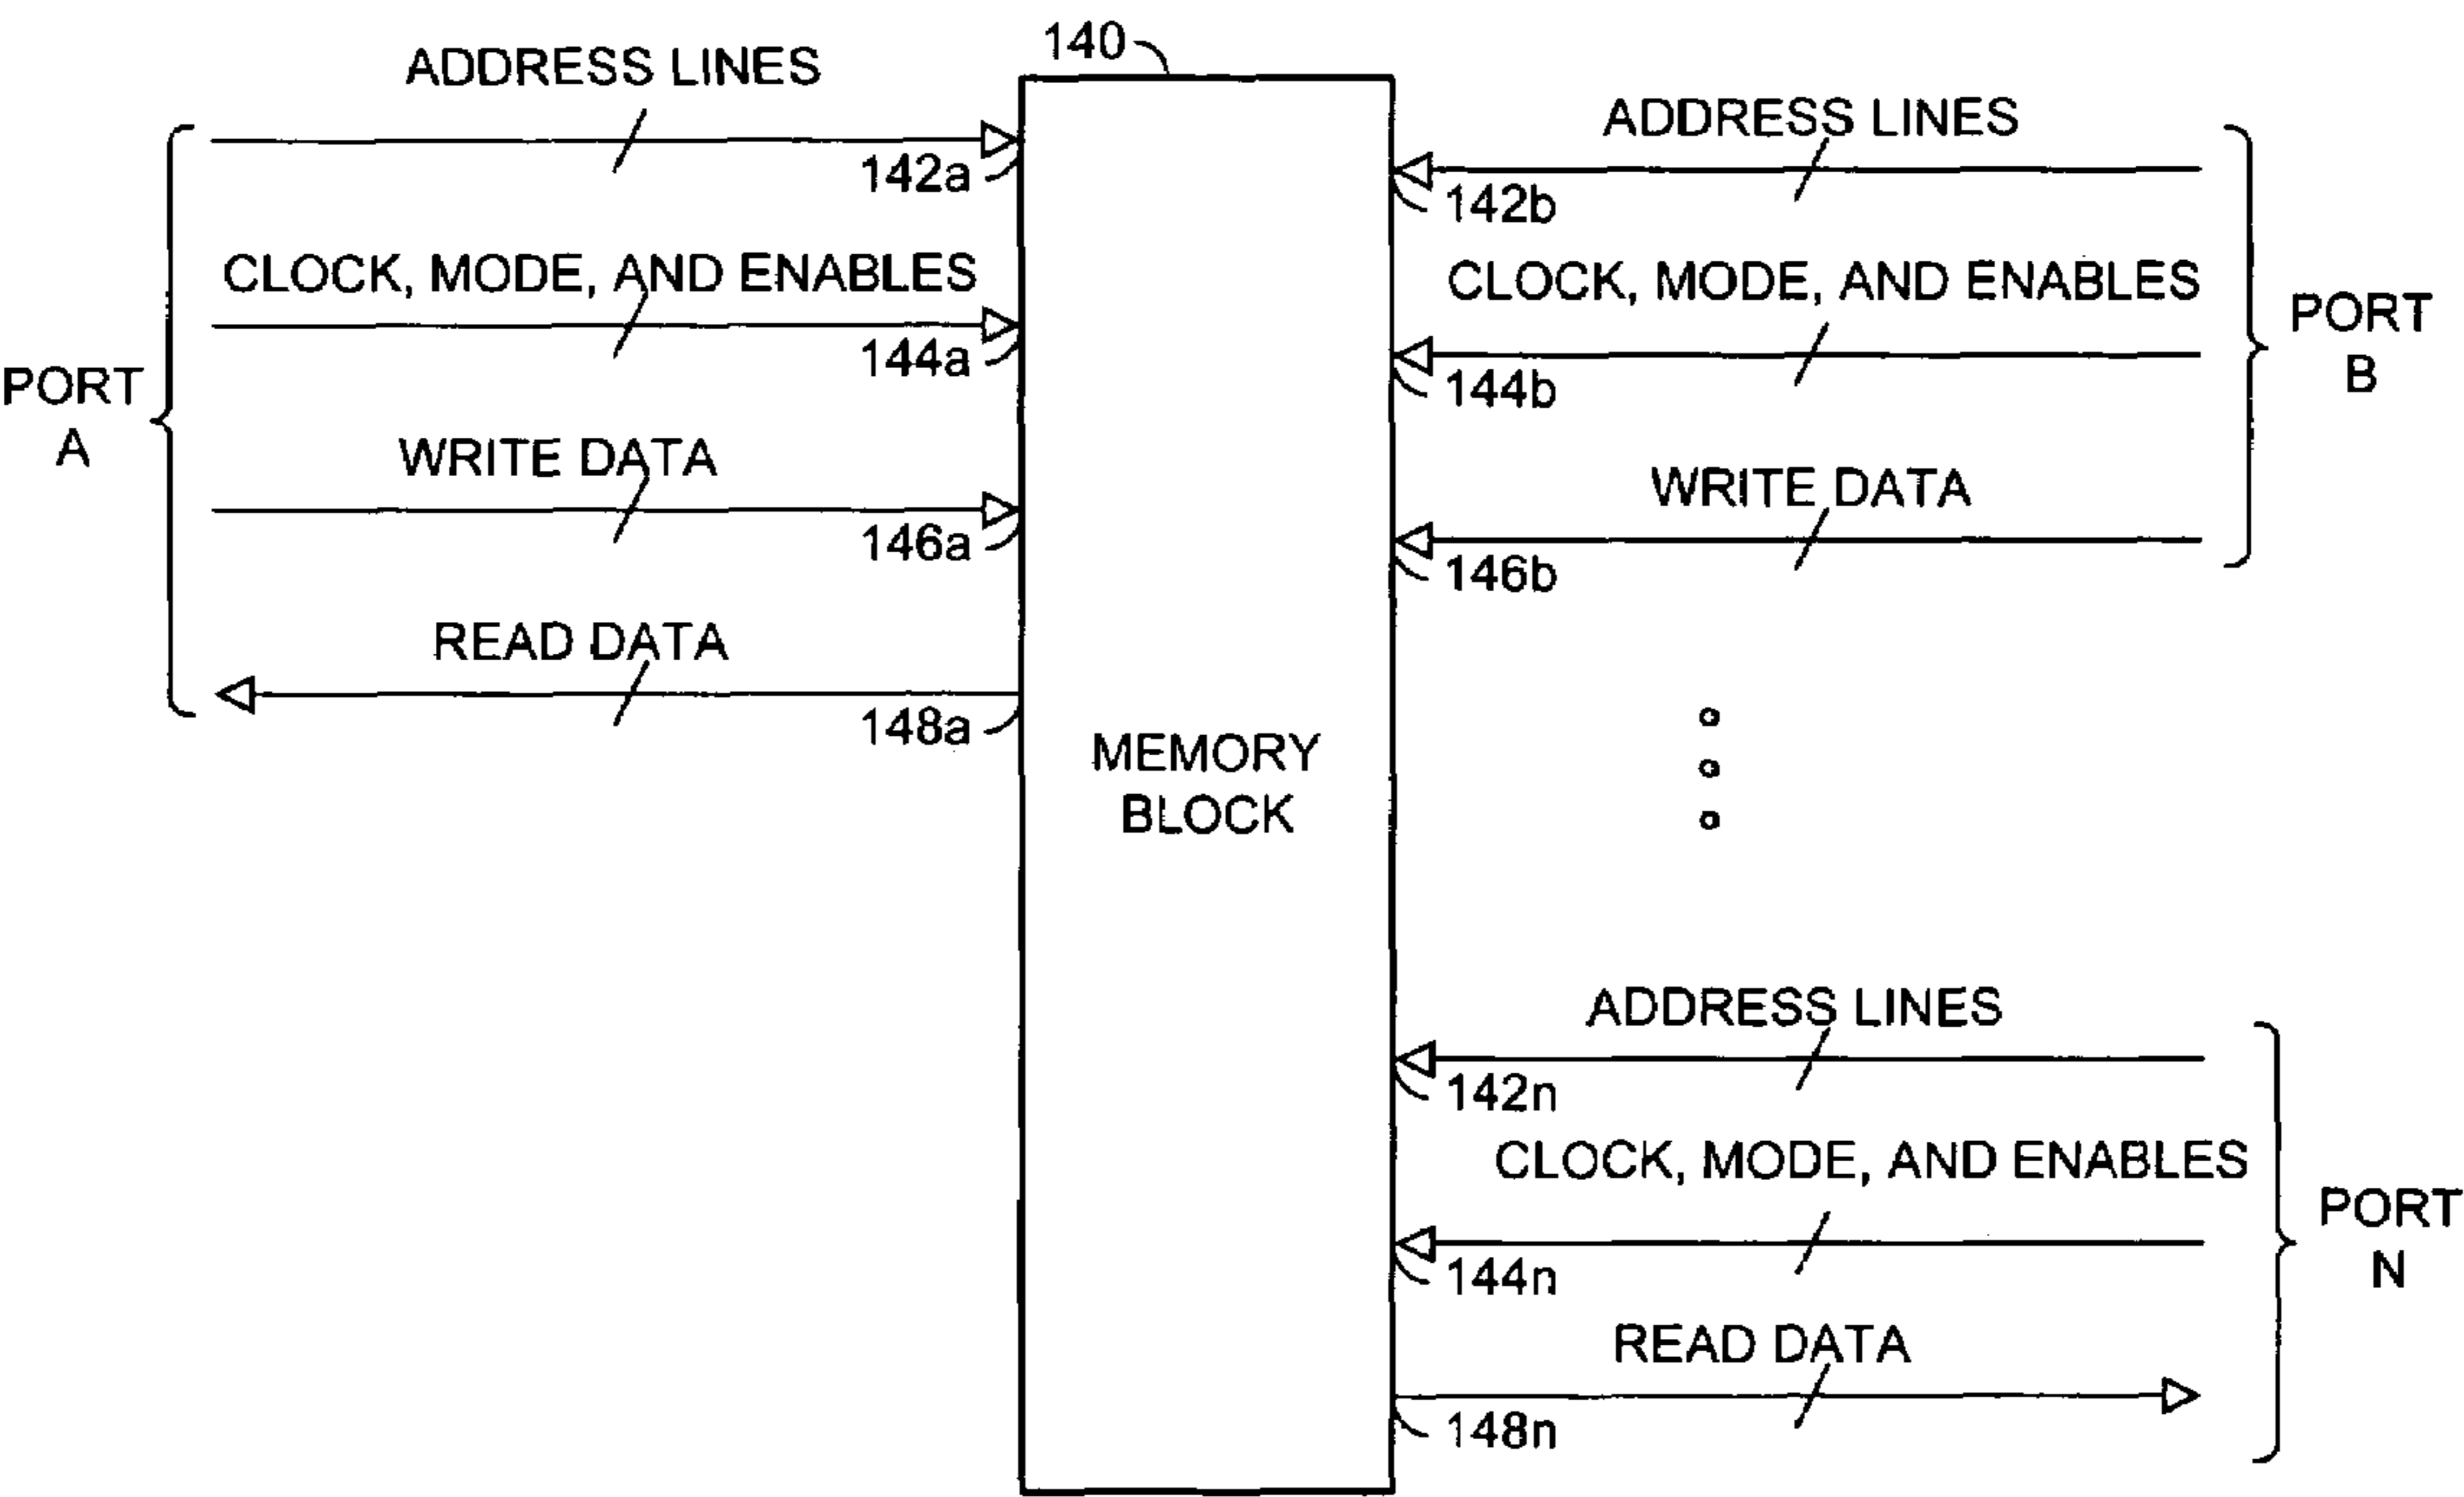 140
ADDRESS LINES
142a
CLOCK, MODE, AND ENABLES
144a
PORT
A
WRITE DATA
146a
READ DATA
148a
MEMORY
BLOCK
ADDRESS LINES
142b
CLOCK, MODE, AND ENABLES
144b
PORT
B
WRITE DATA
146b
ADDRESS LINES
142n
CLOCK, MODE, AND ENABLES
144n
PORT
N
READ DATA
148n